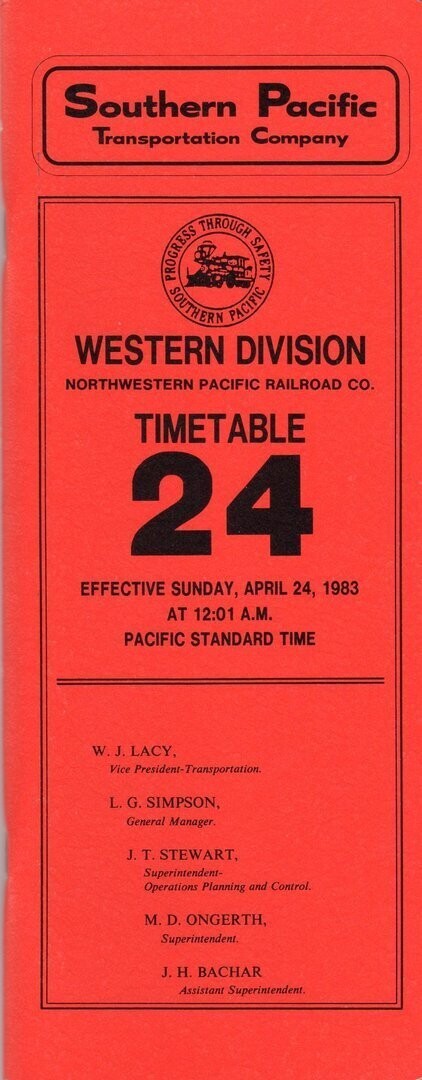 Southern Pacific
Transportation Company
PROGRESS THROUGH SAFETY
SOUTHERN PACIFIC
WESTERN DIVISION
NORTHWESTERN PACIFIC RAILROAD CO.
TIMETABLE
24
EFFECTIVE SUNDAY, APRIL 24, 1983
AT 12:01 A.M.
PACIFIC STANDARD TIME
W. J. LACY,
Vice President-Transportation.
L. G. SIMPSON,
General Manager.
J. T. STEWART,
Superintendent-
Operations Planning and Control.
M. D. ONGERTH,
Superintendent.
J. H. BACHAR
Assistant Superintendent.